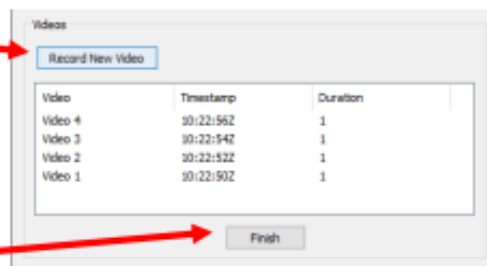 Videos
Record New Video
Video Timestamp Duration
Video 4 10:22:56Z 1
Video 3 10:22:54Z 1
Video 2 10:22:52Z 1
Video 1 10:22:50Z 1
Finish